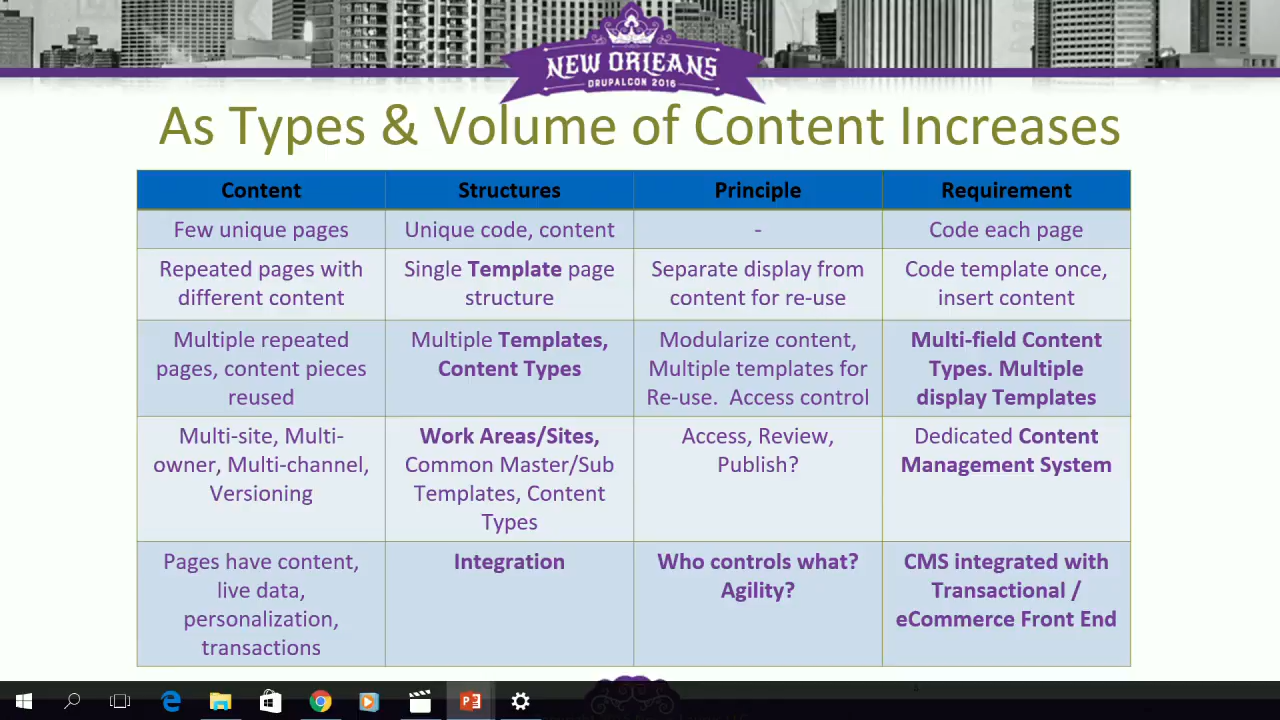 NEW ORLEANS
DRUPALCON 2016
As Types & Volume of Content Increases
Content
Structures
Principle
Requirement
Few unique pages
Unique code, content
-
Code each page
Repeated pages with
different content
Single Template page
structure
Separate display from
content for re-use
Code template once,
insert content
Multiple repeated
pages, content pieces
reused
Multiple Templates,
Content Types
Modularize content,
Multiple templates for
Re-use. Access control
Multi-field Content
Types. Multiple
display Templates
Multi-site, Multi-
owner, Multi-channel,
Versioning
Work Areas/Sites,
Common Master/Sub
Templates, Content
Types
Access, Review,
Publish?
Dedicated Content
Management System
Pages have content,
live data,
personalization,
transactions
Integration
Who controls what?
Agility?
CMS integrated with
Transactional /
eCommerce Front End